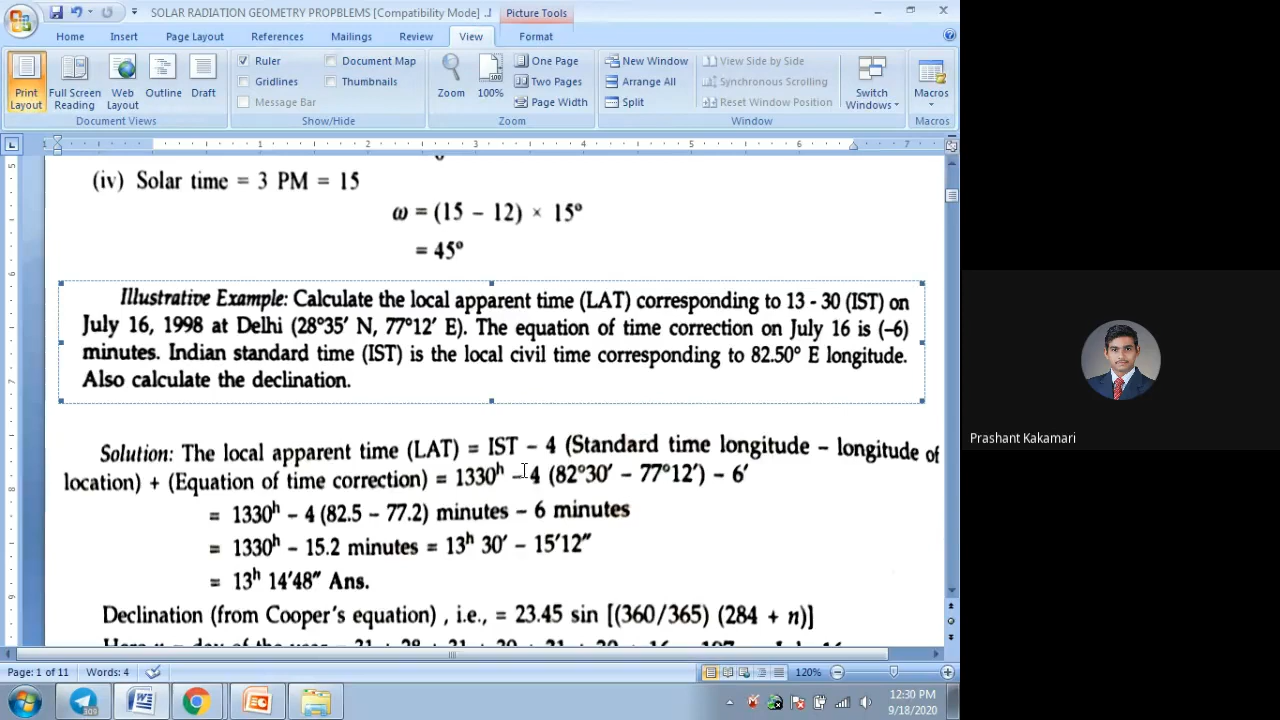 SOLAR RADIATION GEOMETRY PROPBLEMS [Compatibility Mode]
Picture Tools
Home Insert Page Layout References Mailings Review View Format
Print Layout
Full Screen Reading
Web Layout
Outline
Draft
Document Views
Ruler
Gridlines
Message Bar
Document Map
Thumbnails
Show/Hide
Zoom
100%
One Page
Two Pages
Page Width
Zoom
New Window
Arrange All
Split
View Side by Side
Synchronous Scrolling
Reset Window Position
Switch Windows
Window
Macros
Macros
1 1 2 3 4 5 6 7
(iv) Solar time = 3 PM = 15
ω = (15 – 12) × 15°
= 45°
Illustrative Example: Calculate the local apparent time (LAT) corresponding to 13 - 30 (IST) on
July 16, 1998 at Delhi (28°35′ N, 77°12′ E). The equation of time correction on July 16 is (–6)
minutes. Indian standard time (IST) is the local civil time corresponding to 82.50° E longitude.
Also calculate the declination.
Solution: The local apparent time (LAT) = IST – 4 (Standard time longitude – longitude of
location) + (Equation of time correction) = 1330ʰ – 4 (82°30′ – 77°12′) – 6′
= 1330ʰ – 4 (82.5 – 77.2) minutes – 6 minutes
= 1330ʰ – 15.2 minutes = 13ʰ 30′ – 15′12″
= 13ʰ 14′48″ Ans.
Declination (from Cooper's equation) , i.e., = 23.45 sin [(360/365) (284 + n)]
Prashant Kakamari
Page: 1 of 11 Words: 4 120%
309
12:30 PM
9/18/2020